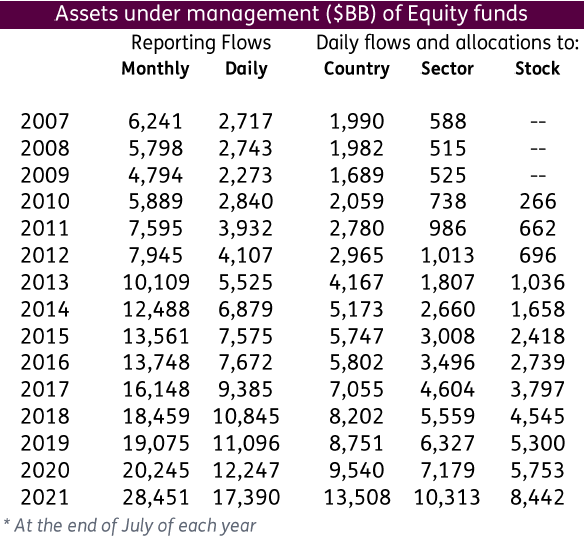 Assets under management ($BB) of Equity funds
Reporting Flows Daily flows and allocations to:
Monthly Daily Country Sector Stock
2007 6,241 2,717 1,990 588 --
2008 5,798 2,743 1,982 515 --
2009 4,794 2,273 1,689 525 --
2010 5,889 2,840 2,059 738 266
2011 7,595 3,932 2,780 986 662
2012 7,945 4,107 2,965 1,013 696
2013 10,109 5,525 4,167 1,807 1,036
2014 12,488 6,879 5,173 2,660 1,658
2015 13,561 7,575 5,747 3,008 2,418
2016 13,748 7,672 5,802 3,496 2,739
2017 16,148 9,385 7,055 4,604 3,797
2018 18,459 10,845 8,202 5,559 4,545
2019 19,075 11,096 8,751 6,327 5,300
2020 20,245 12,247 9,540 7,179 5,753
2021 28,451 17,390 13,508 10,313 8,442
* At the end of July of each year